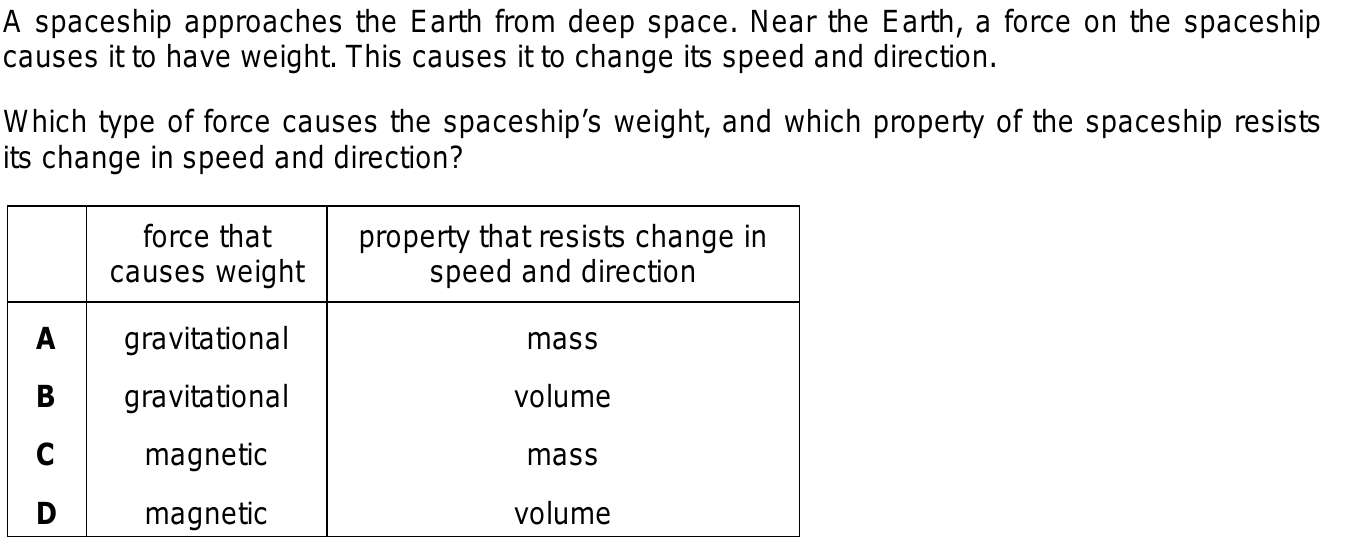 A spaceship approaches the Earth from deep space. Near the Earth, a force on the spaceship
causes it to have weight. This causes it to change its speed and direction.
Which type of force causes the spaceship’s weight, and which property of the spaceship resists
its change in speed and direction?
force that property that resists change in
causes weight speed and direction
A gravitational mass
B gravitational volume
C magnetic mass
D magnetic volume